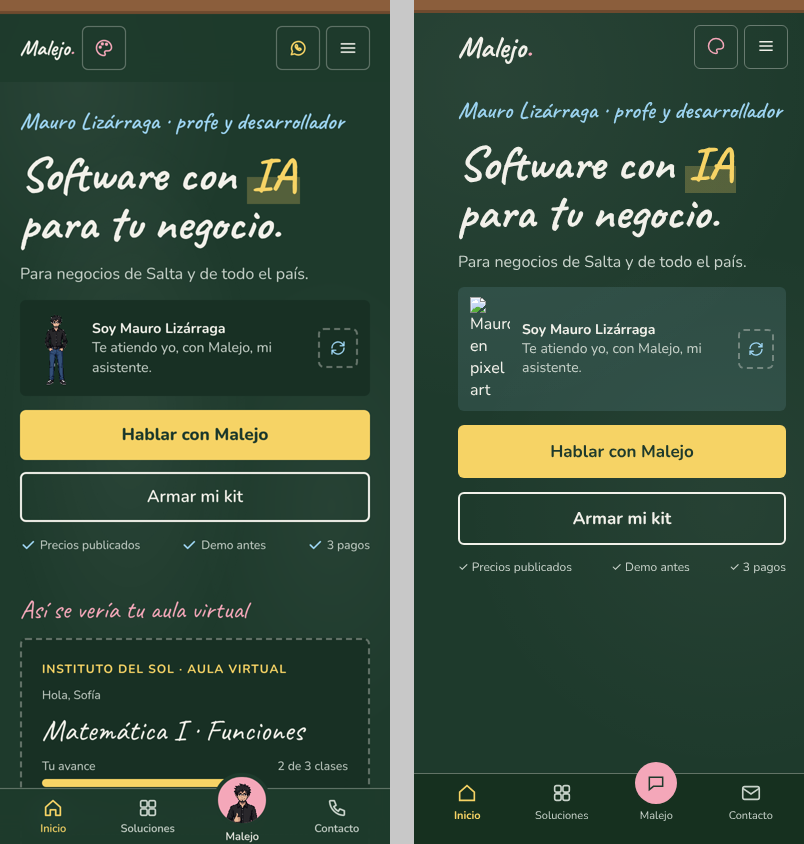 Malejo.
Mauro Lizárraga · profe y desarrollador
Software con IA
para tu negocio.
Para negocios de Salta y de todo el país.
Soy Mauro Lizárraga
Te atiendo yo, con Malejo, mi
asistente.
Hablar con Malejo
Armar mi kit
Precios publicados
Demo antes
3 pagos
Así se vería tu aula virtual
INSTITUTO DEL SOL · AULA VIRTUAL
Hola, Sofía
Matemática I · Funciones
Tu avance
2 de 3 clases
Inicio
Soluciones
Malejo
Contacto
Malejo.
Mauro Lizárraga · profe y desarrollador
Software con IA
para tu negocio.
Para negocios de Salta y de todo el país.
Mauro
en
pixel
art
Soy Mauro Lizárraga
Te atiendo yo, con Malejo, mi
asistente.
Hablar con Malejo
Armar mi kit
Precios publicados
Demo antes
3 pagos
Inicio
Soluciones
Malejo
Contacto